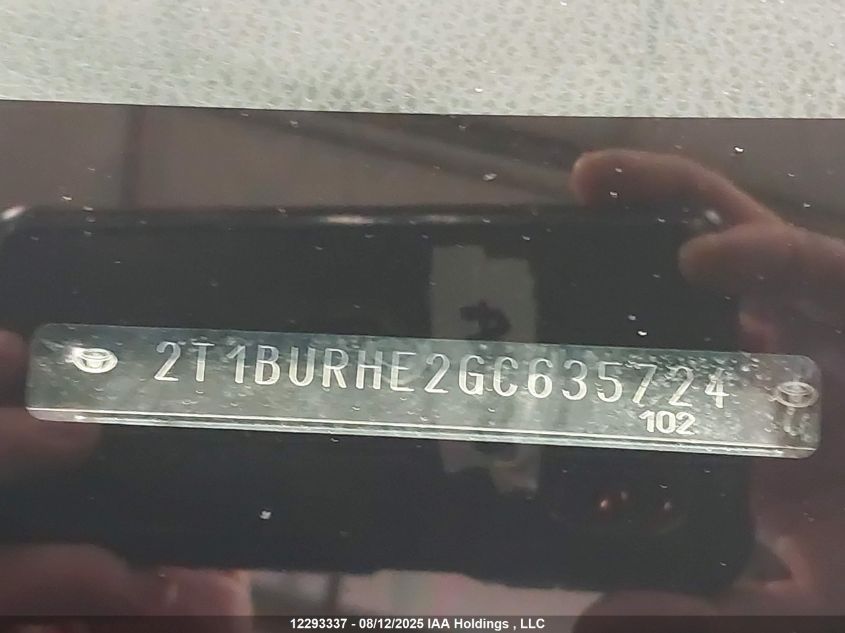 2T1BURHE2GC635724
102
12293337 - 08/12/2025 IAA Holdings , LLC